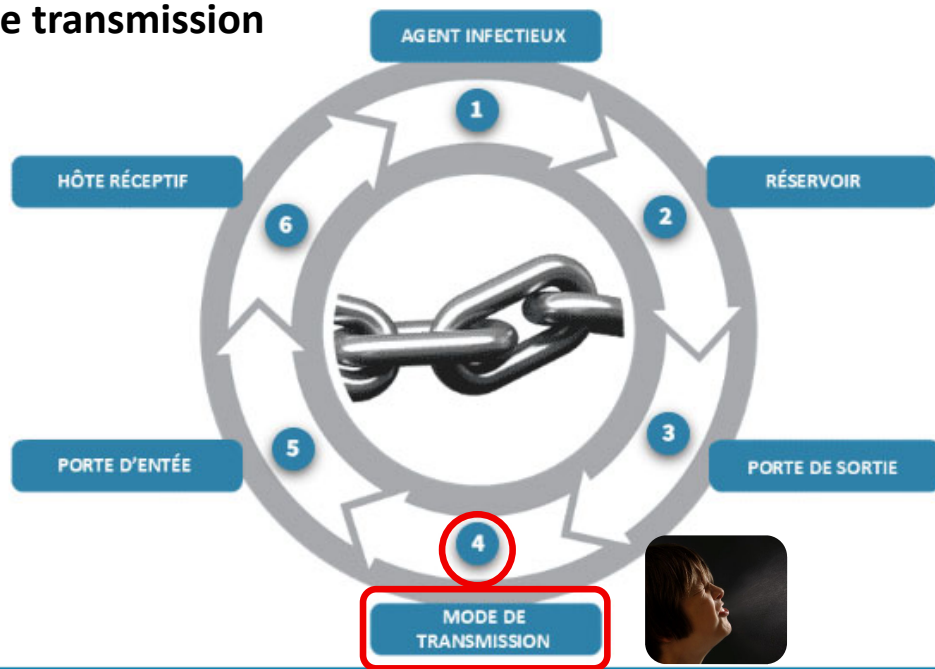 e transmission
AGENT INFECTIEUX
1
HÔTE RÉCEPTIF
RÉSERVOIR
6
2
5
3
PORTE D'ENTÉE
PORTE DE SORTIE
4
MODE DE
TRANSMISSION